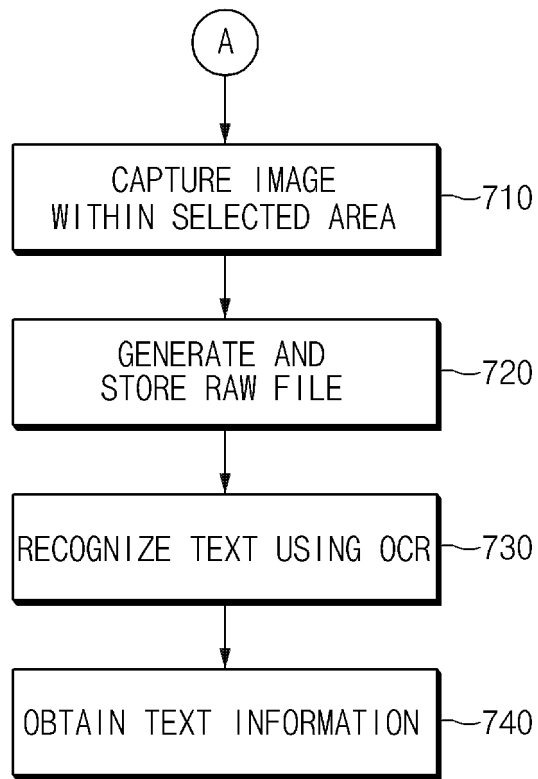 A
CAPTURE IMAGE
WITHIN SELECTED AREA
710
GENERATE AND
STORE RAW FILE
720
RECOGNIZE TEXT USING OCR
730
OBTAIN TEXT INFORMATION
740